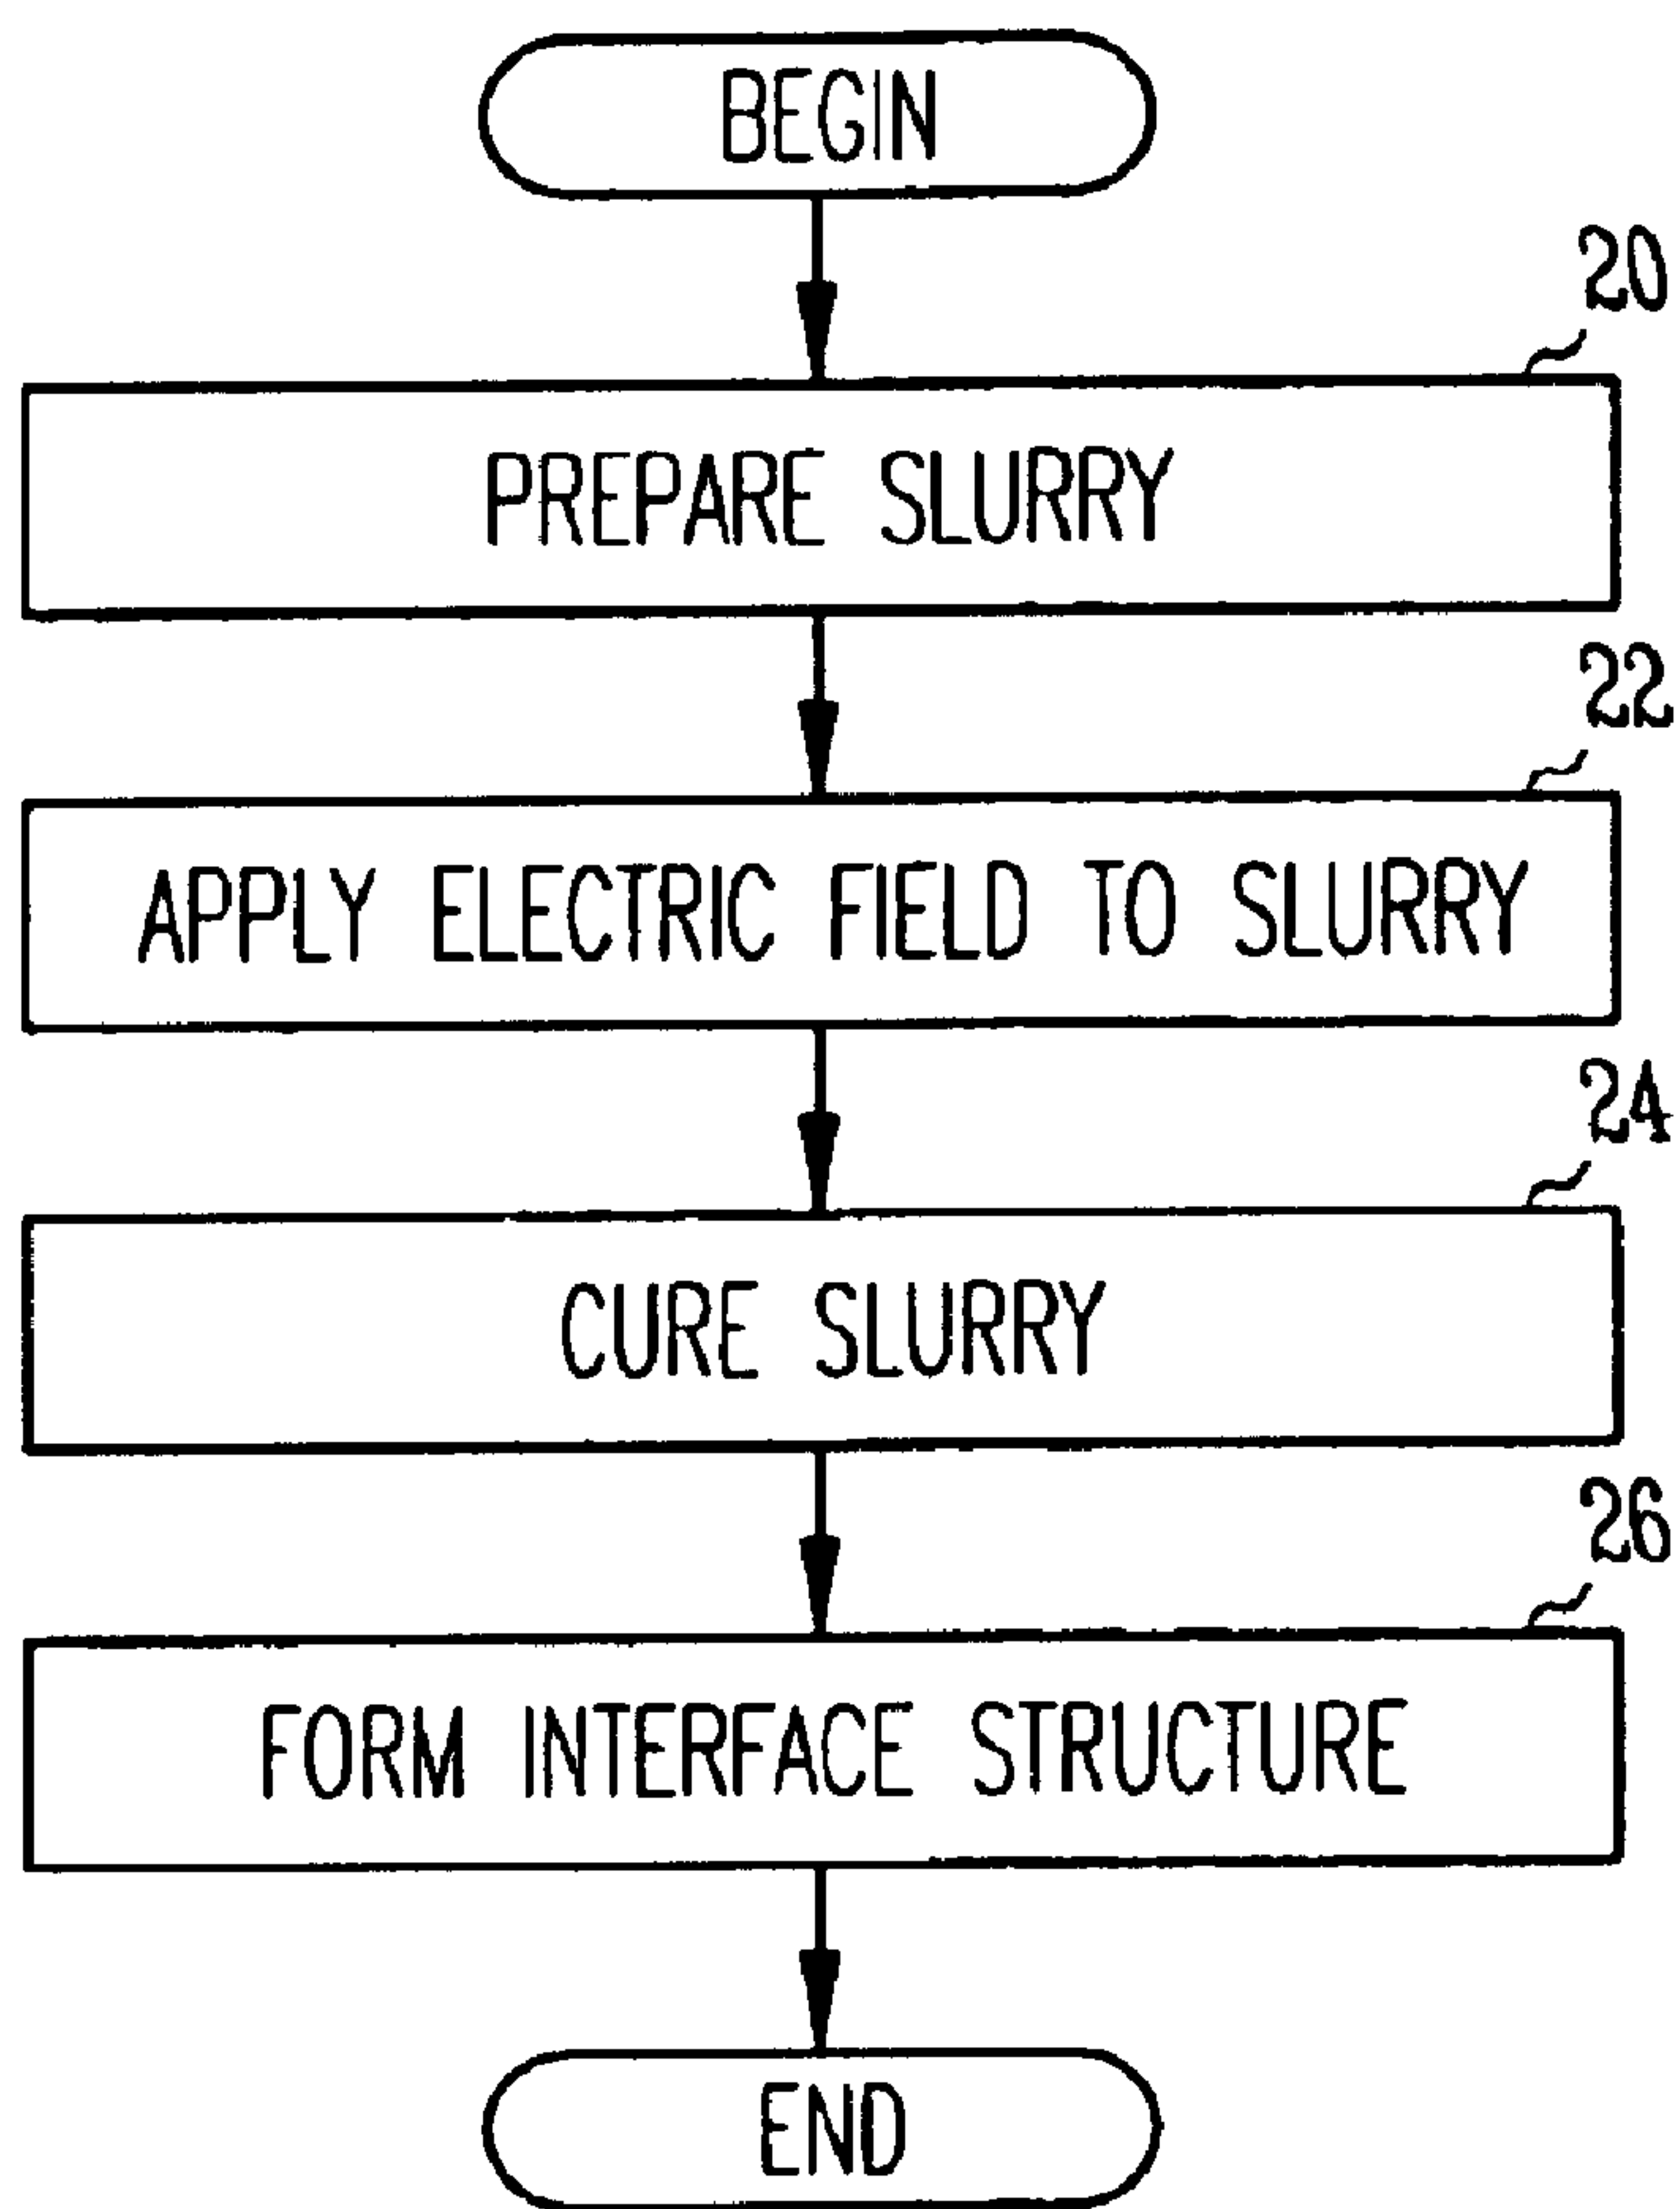 BEGIN
20
PREPARE SLURRY
22
APPLY ELECTRIC FIELD TO SLURRY
24
CURE SLURRY
26
FORM INTERFACE STRUCTURE
END